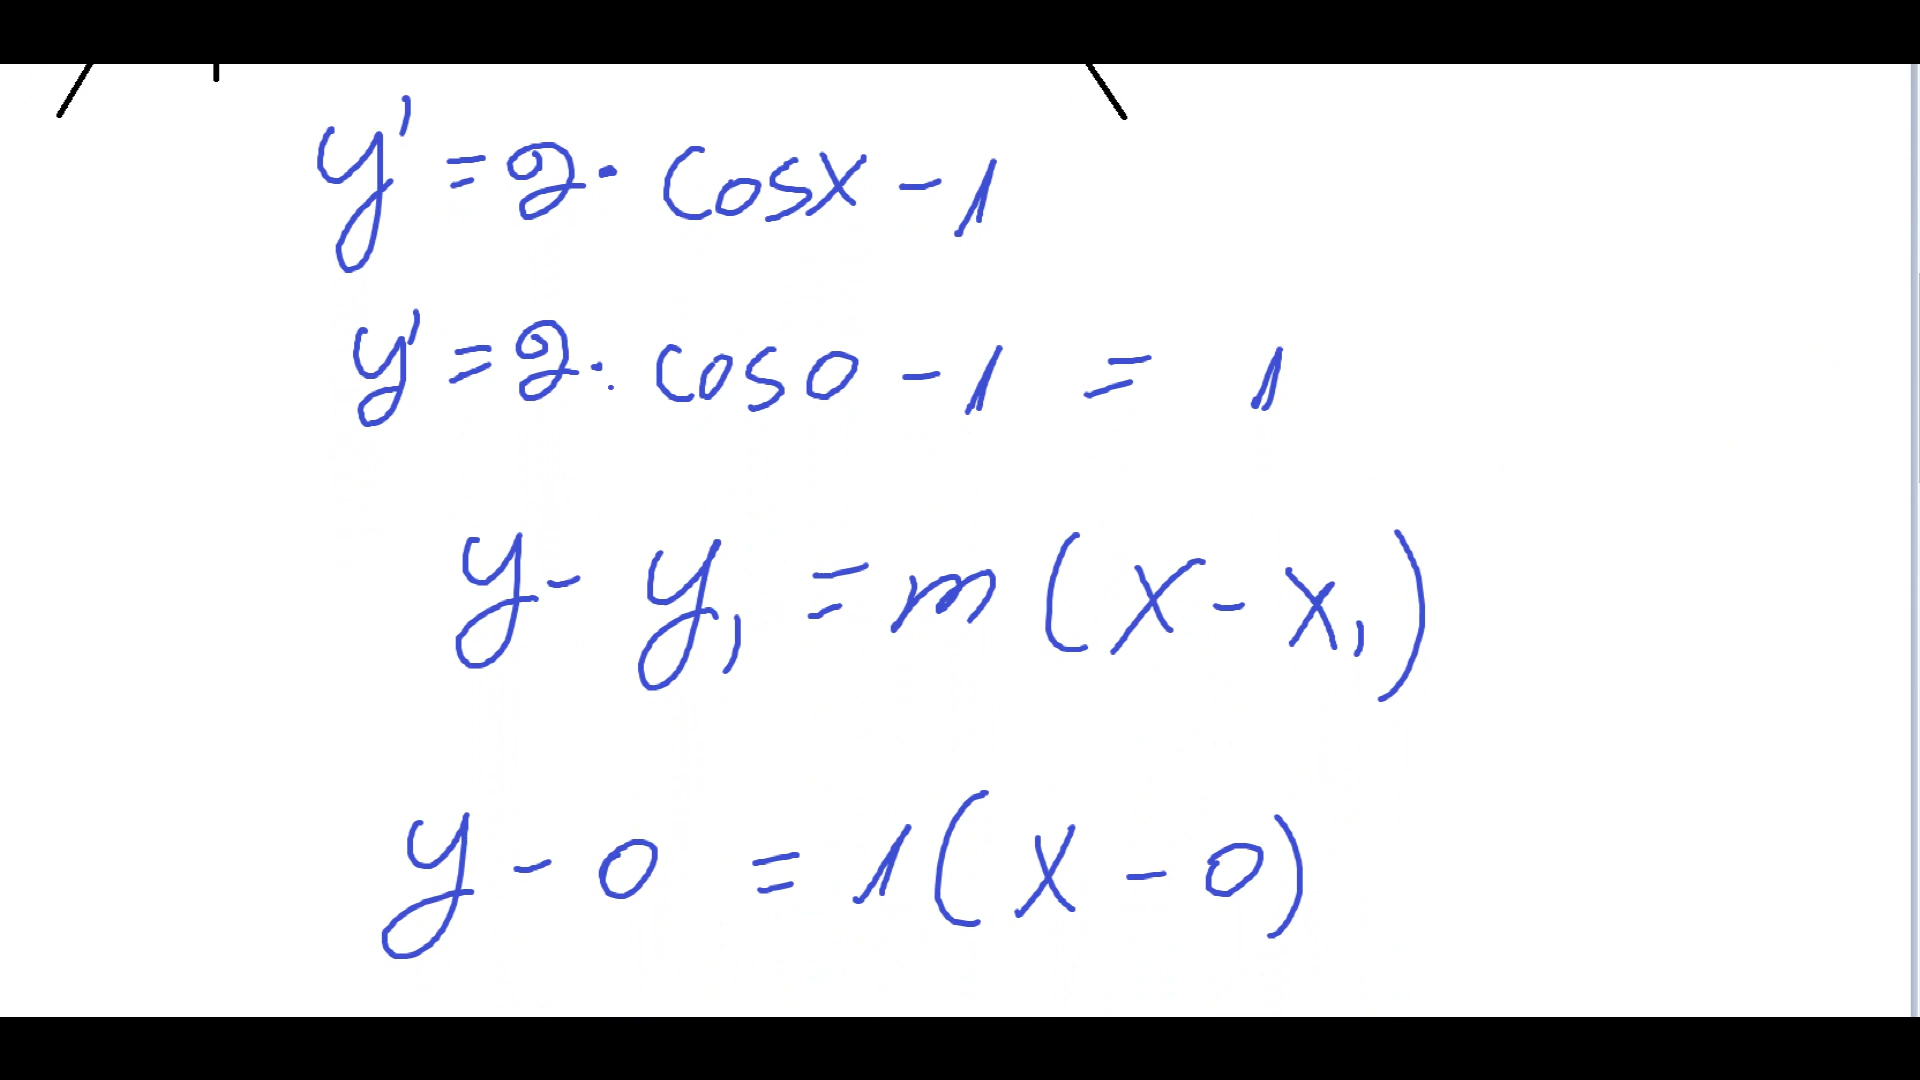 y' = 2 · cosx - 1
y' = 2 · cos0 - 1 = 1
y - y₁ = m(x - x₁)
y - 0 = 1(x - 0)